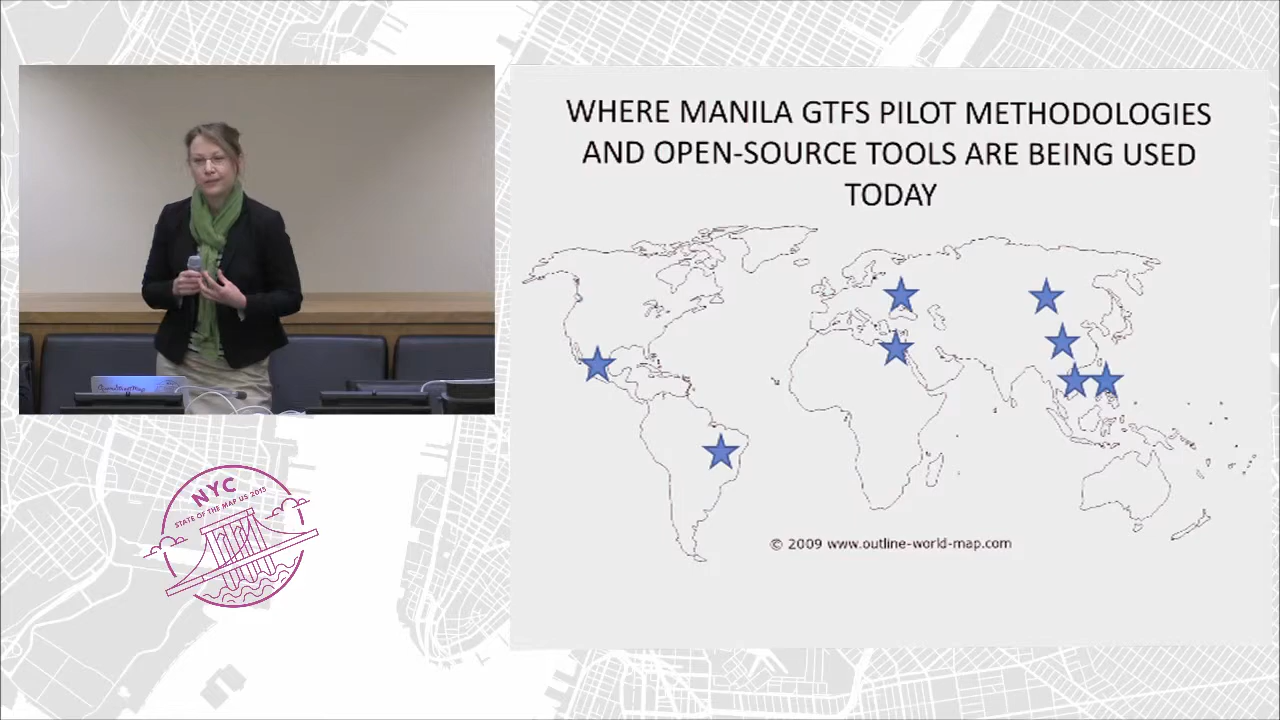 WHERE MANILA GTFS PILOT METHODOLOGIES
AND OPEN-SOURCE TOOLS ARE BEING USED
TODAY
© 2009 www.outline-world-map.com
NYC
STATE OF THE MAP US 2015